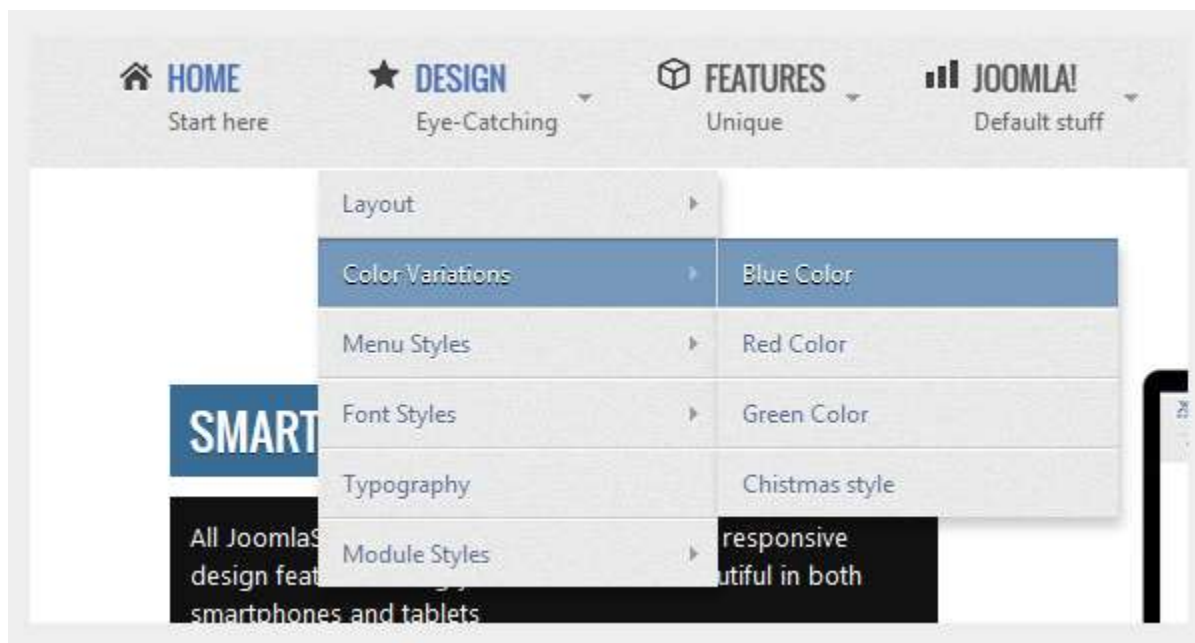 HOME
Start here
DESIGN
Eye-Catching
FEATURES
Unique
JOOMLA!
Default stuff
Layout
Color Variations
Menu Styles
Font Styles
Typography
Module Styles
Blue Color
Red Color
Green Color
Chistmas style
SMART
All Joomla
responsive
design feat
utiful in both
smartphones and tablets